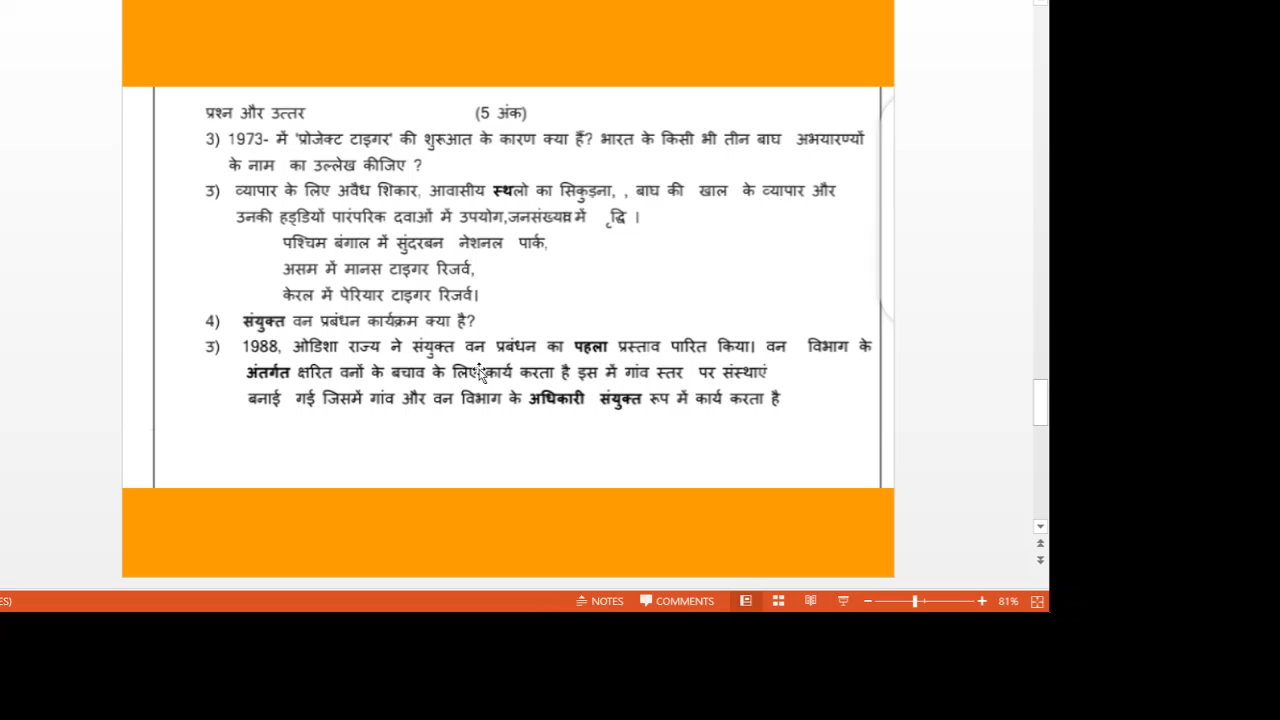 प्रश्न और उत्तर (5 अंक)
3) 1973- में 'प्रोजेक्ट टाइगर' की शुरूआत के कारण क्या हैं? भारत के किसी भी तीन बाघ अभयारण्यों
के नाम का उल्लेख कीजिए ?
उ) व्यापार के लिए अवैध शिकार, आवासीय स्थलो का सिकुड़ना, , बाघ की खाल के व्यापार और
उनकी हड्डियों पारंपरिक दवाओं में उपयोग,जनसंख्या में ृद्धि ।
पश्चिम बंगाल में सुंदरबन नेशनल पार्क,
असम में मानस टाइगर रिजर्व,
केरल में पेरियार टाइगर रिजर्व।
4) संयुक्त वन प्रबंधन कार्यक्रम क्या है?
उ) 1988, ओडिशा राज्य ने संयुक्त वन प्रबंधन का पहला प्रस्ताव पारित किया। वन विभाग के
अंतर्गत क्षरित वनों के बचाव के लिए कार्य करता है इस में गांव स्तर पर संस्थाएं
बनाई गई जिसमें गांव और वन विभाग के अधिकारी संयुक्त रूप में कार्य करता है
ES) NOTES COMMENTS 81%